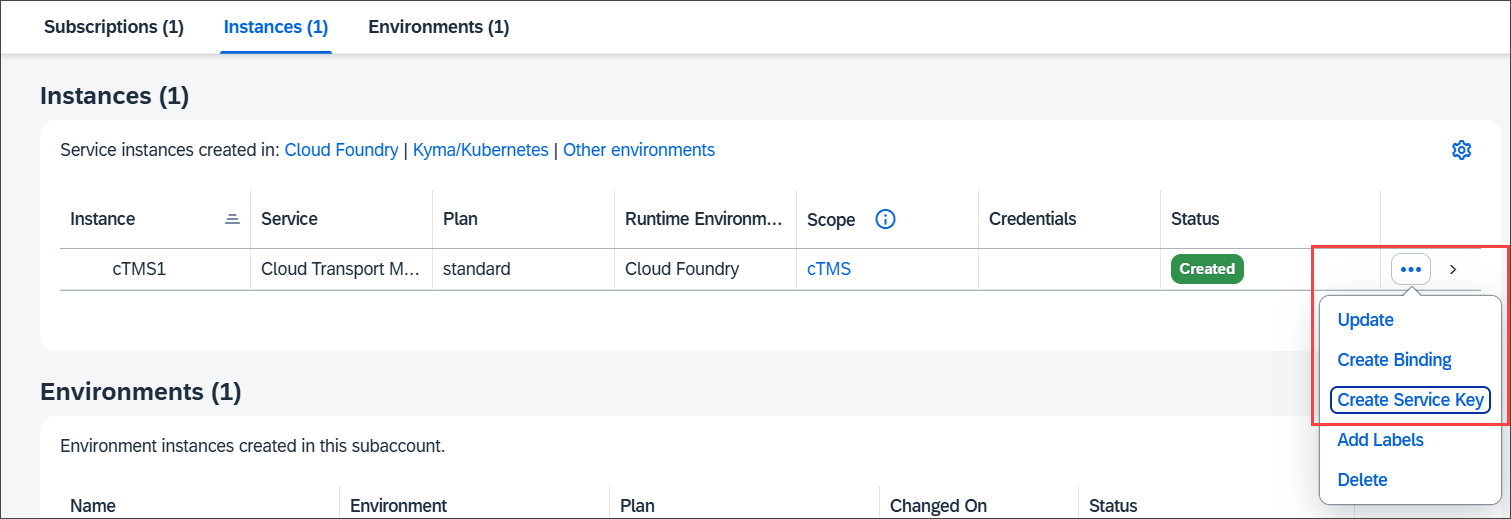 Subscriptions (1) Instances (1) Environments (1)
Instances (1)
Service instances created in: Cloud Foundry | Kyma/Kubernetes | Other environments
Instance Service Plan Runtime Environm... Scope Credentials Status
cTMS1 Cloud Transport M... standard Cloud Foundry cTMS Created
Update
Create Binding
Create Service Key
Add Labels
Delete
Environments (1)
Environment instances created in this subaccount.
Name Environment Plan Changed On Status